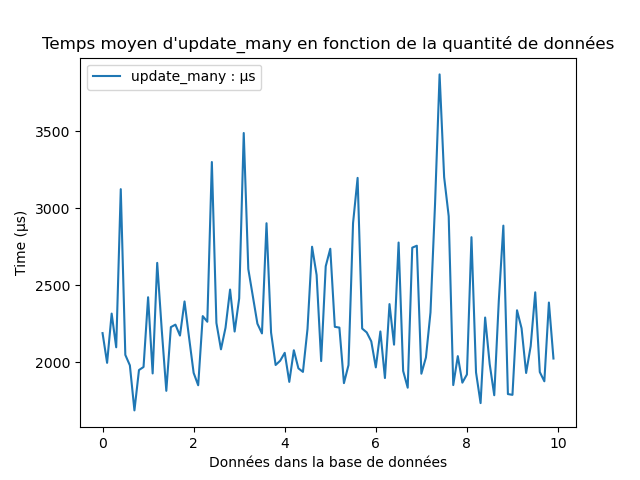 Temps moyen d'update_many en fonction de la quantité de données
update_many : µs
3500
3000
2500
2000
Time (µs)
0 2 4 6 8 10
Données dans la base de données